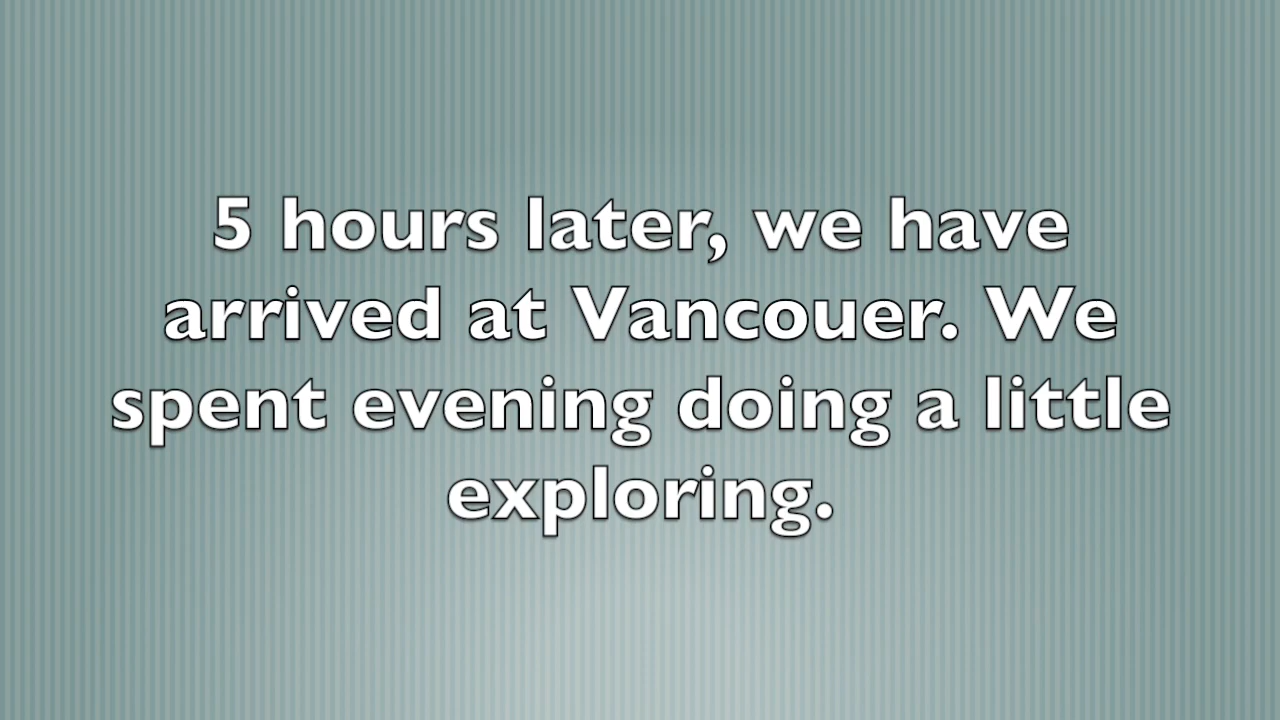 5 hours later, we have
arrived at Vancouer. We
spent evening doing a little
exploring.